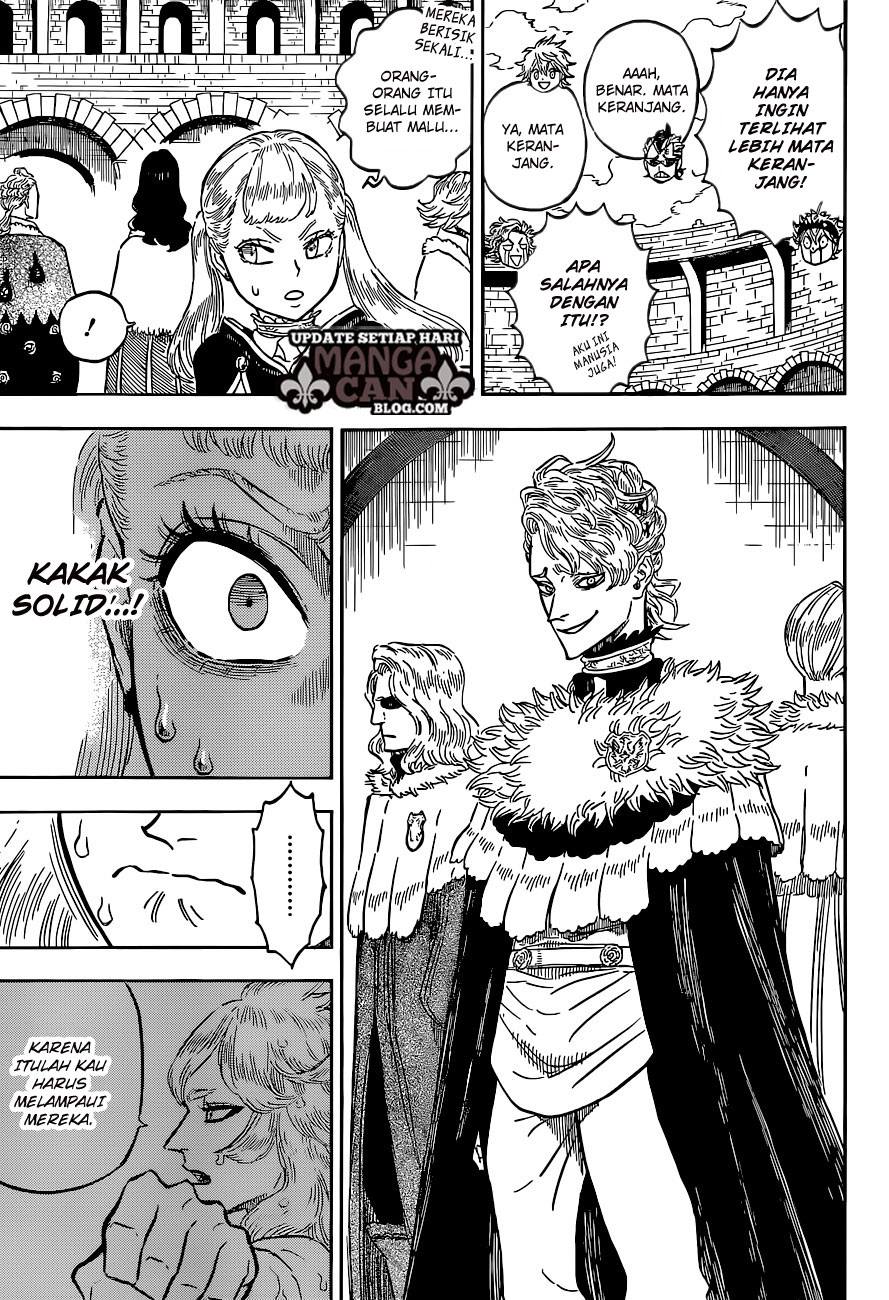 DIA
HANYA
INGIN
TERLIHAT
LEBIH MATA
KERAN-
JANG!
AAAH,
BENAR. MATA
KERANJANG.
YA, MATA
KERAN-
JANG.
APA
SALAHNYA
DENGAN
ITU!?
AKU INI
MANUSIA
JUGA!
MEREKA
BERISIK
SEKALI...
ORANG-
ORANG ITU
SELALU MEM-
BUAT MALU...
!
UPDATE SETIAP HARI
MANGA
CAN
BLOG.COM
KAKAK
SOLID!...!
.........
KARENA
ITULAH KAU
HARUS
MELAMPAUI
MEREKA.